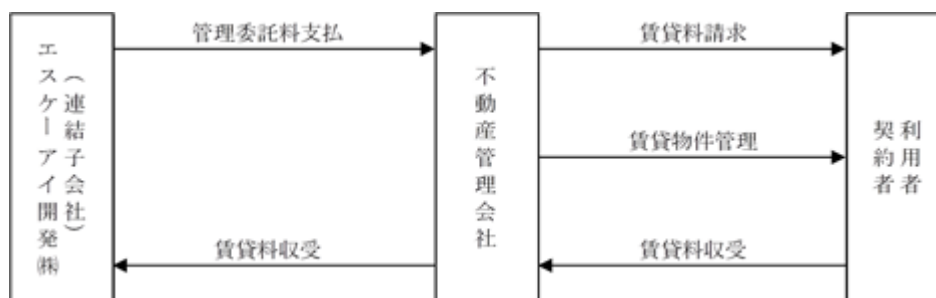 エスケーアイ開発㈱
（連結子会社）
管理委託料支払
賃貸料収受
不動産管理会社
賃貸料請求
賃貸物件管理
賃貸料収受
利用者
契約者